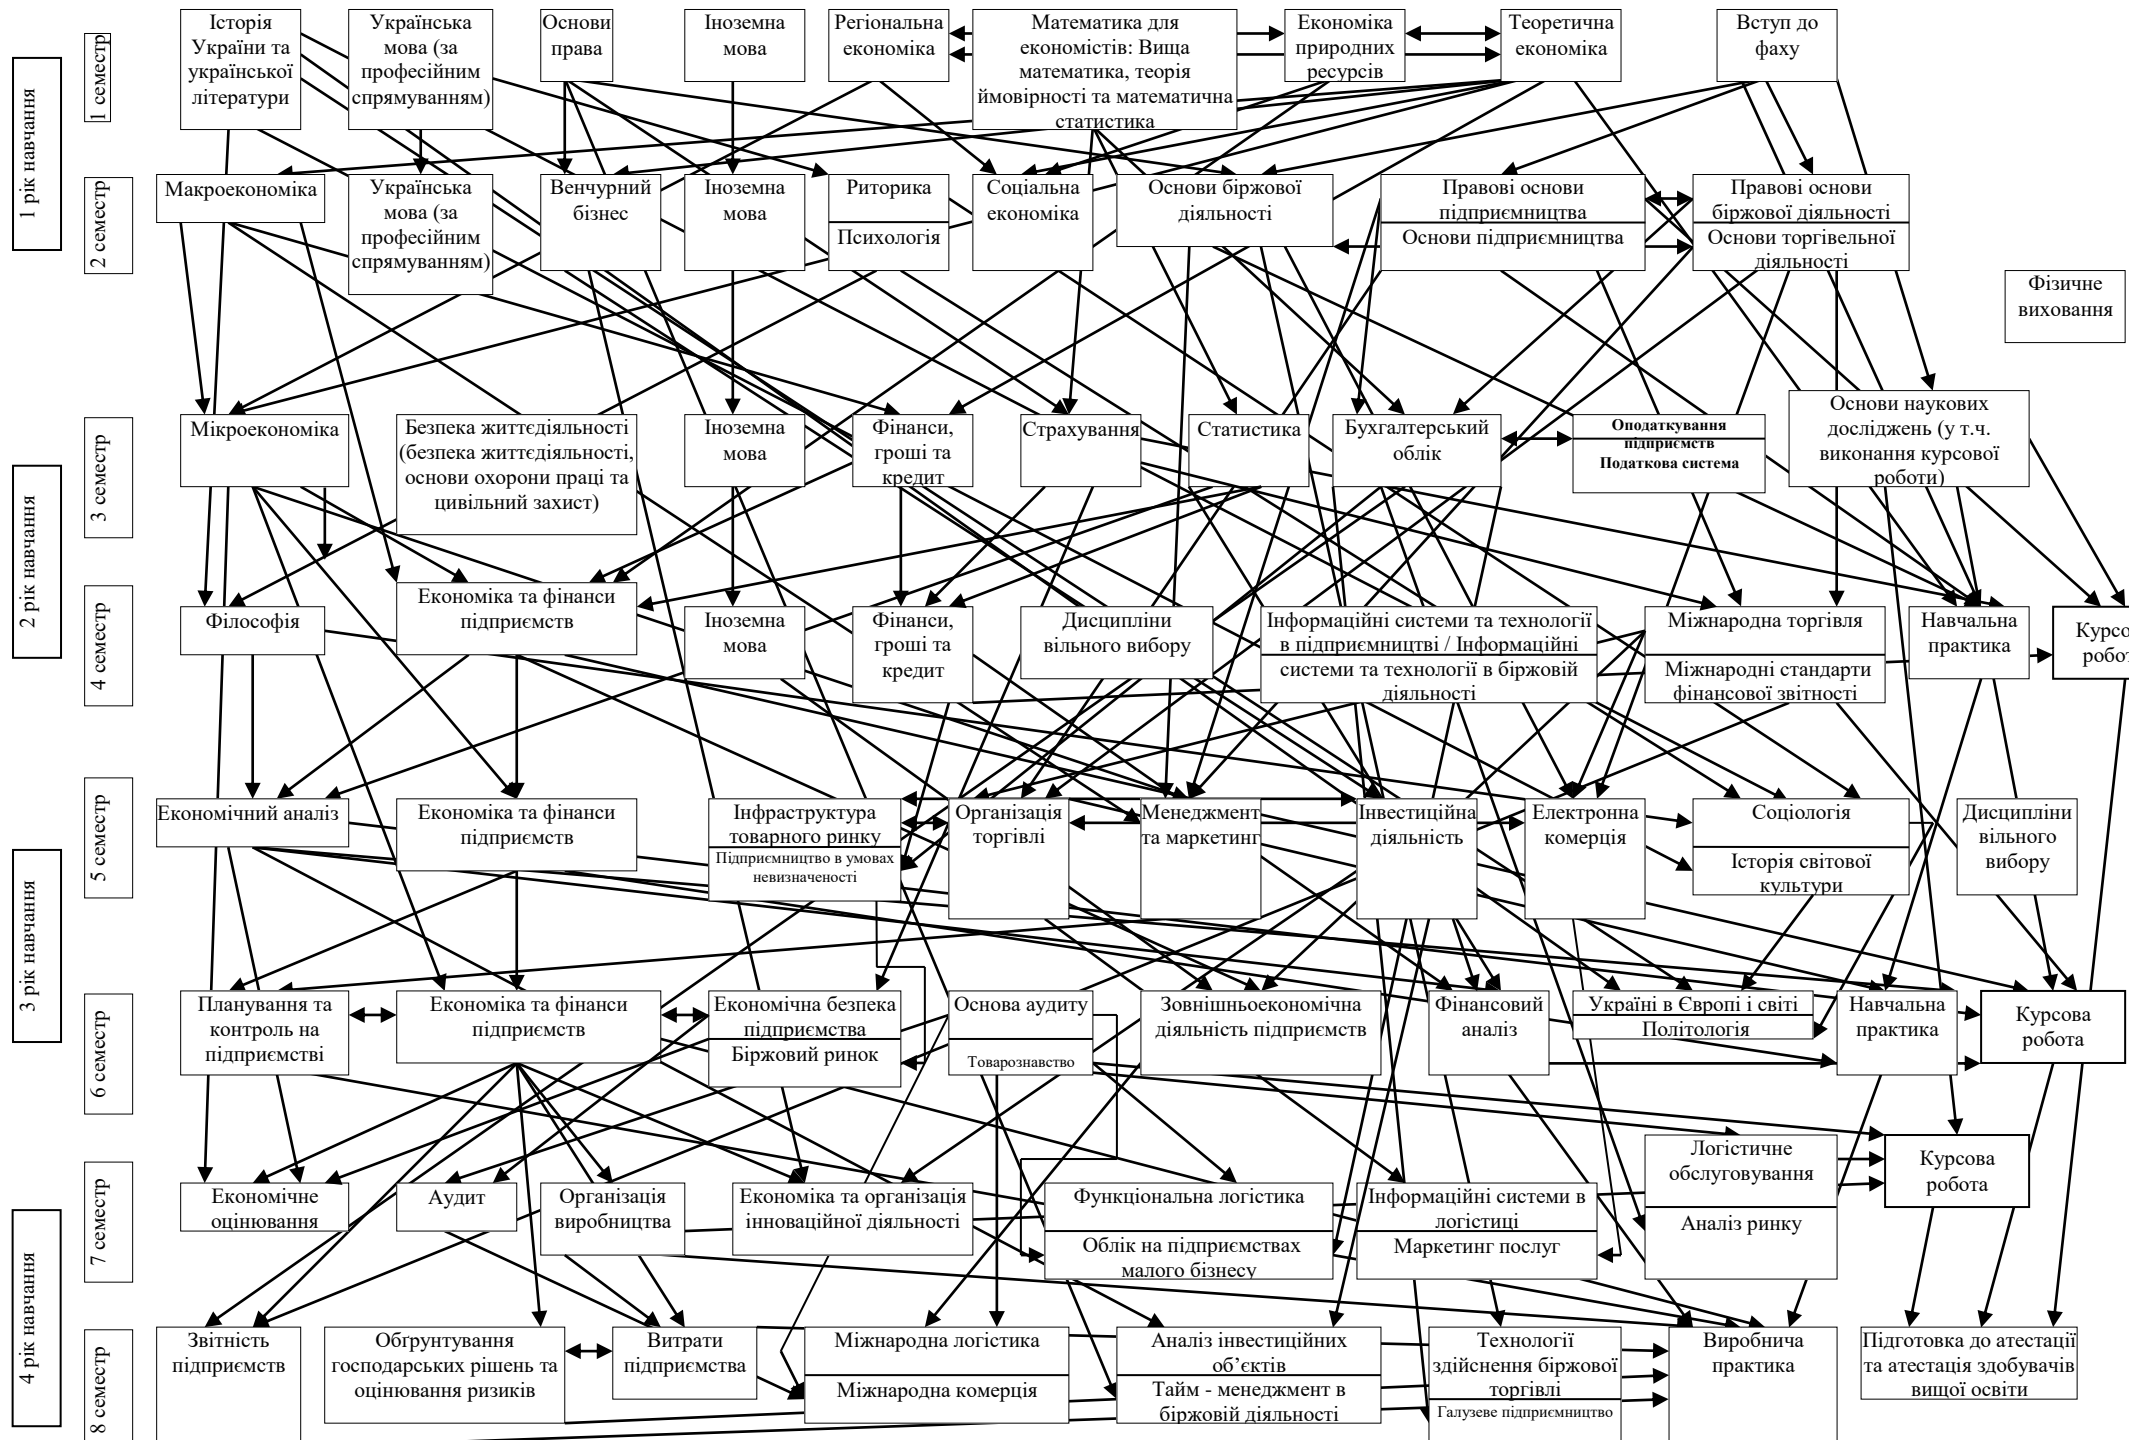 1 рік навчання
1 семестр
Історія
України та
української
літератури
Українська
мова (за
професійним
спрямуванням)
Основи
права
Іноземна
мова
Регіональна
економіка
Математика для
економістів: Вища
математика, теорія
ймовірності та математична
статистика
Економіка
природних
ресурсів
Теоретична
економіка
Вступ до
фаху
2 семестр
Макроекономіка
Українська
мова (за
професійним
спрямуванням)
Венчурний
бізнес
Іноземна
мова
Риторика
Психологія
Соціальна
економіка
Основи біржової
діяльності
Правові основи
підприємництва
Основи підприємництва
Правові основи
біржової діяльності
Основи торгівельної
діяльності
Фізичне
виховання
2 рік навчання
3 семестр
Мікроекономіка
Безпека життєдіяльності
(безпека життєдіяльності,
основи охорони праці та
цивільний захист)
Іноземна
мова
Фінанси,
гроші та
кредит
Страхування
Статистика
Бухгалтерський
облік
Оподаткування
підприємств
Податкова система
Основи наукових
досліджень (у т.ч.
виконання курсової
роботи)
4 семестр
Філософія
Економіка та фінанси
підприємств
Іноземна
мова
Фінанси,
гроші та
кредит
Дисципліни
вільного вибору
Інформаційні системи та технології
в підприємстві / Інформаційні
системи та технології в біржовій
діяльності
Міжнародна торгівля
Міжнародні стандарти
фінансової звітності
Навчальна
практика
Курсо
робот
3 рік навчання
5 семестр
Економічний аналіз
Економіка та фінанси
підприємств
Інфраструктура
товарного ринку
Підприємництво в умовах
невизначеності
Організація
торгівлі
Менеджмент
та маркетинг
Інвестиційна
діяльність
Електронна
комерція
Соціологія
Історія світової
культури
Дисципліни
вільного
вибору
6 семестр
Планування та
контроль на
підприємстві
Економіка та фінанси
підприємств
Економічна безпека
підприємства
Біржовий ринок
Основа аудиту
Товарознавство
Зовнішньоекономічна
діяльність підприємств
Фінансовий
аналіз
Україні в Європі і світі
Політологія
Навчальна
практика
Курсова
робота
4 рік навчання
7 семестр
Економічне
оцінювання
Аудит
Організація
виробництва
Економіка та організація
інноваційної діяльності
Функціональна логістика
Облік на підприємствах
малого бізнесу
Інформаційні системи в
логістиці
Маркетинг послуг
Логістичне
обслуговування
Аналіз ринку
Курсова
робота
8 семестр
Звітність
підприємств
Обґрунтування
господарських рішень та
оцінювання ризиків
Витрати
підприємства
Міжнародна логістика
Міжнародна комерція
Аналіз інвестиційних
об’єктів
Тайм - менеджмент в
біржовій діяльності
Технології
здійснення біржової
торгівлі
Галузеве підприємництво
Виробнича
практика
Підготовка до атестації
та атестація здобувачів
вищої освіти